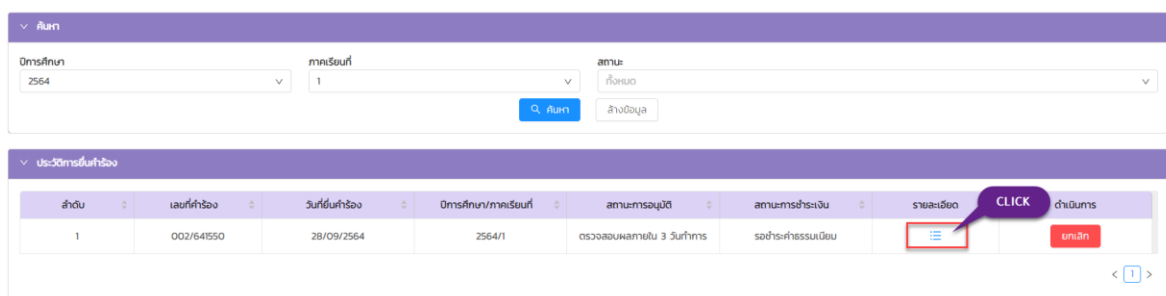 ค้นหา
ปีการศึกษา ภาคเรียนที่ สถานะ
2564 1 ทั้งหมด
ค้นหา ล้างข้อมูล
ประวัติการยื่นคำร้อง
ลำดับ เลขที่คำร้อง วันที่ยื่นคำร้อง ปีการศึกษา/ภาคเรียนที่ สถานะการอนุมัติ สถานะการชำระเงิน รายละเอียด CLICK ดำเนินการ
1 002/641550 28/09/2564 2564/1 ตรวจสอบผลภายใน 3 วันทำการ รอชำระค่าธรรมเนียม ยกเลิก
< 1 >